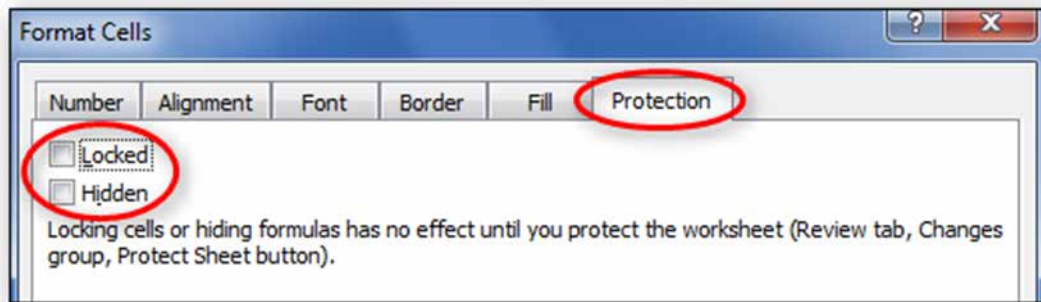 Format Cells
?
X
Number Alignment Font Border Fill Protection
Locked
Hidden
Locking cells or hiding formulas has no effect until you protect the worksheet (Review tab, Changes
group, Protect Sheet button).